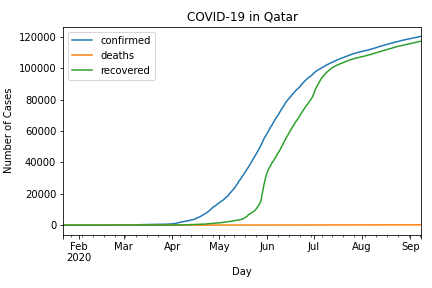 COVID-19 in Qatar
confirmed
deaths
recovered
120000
100000
80000
60000
40000
20000
0
Number of Cases
Feb Mar Apr May Jun Jul Aug Sep
2020
Day